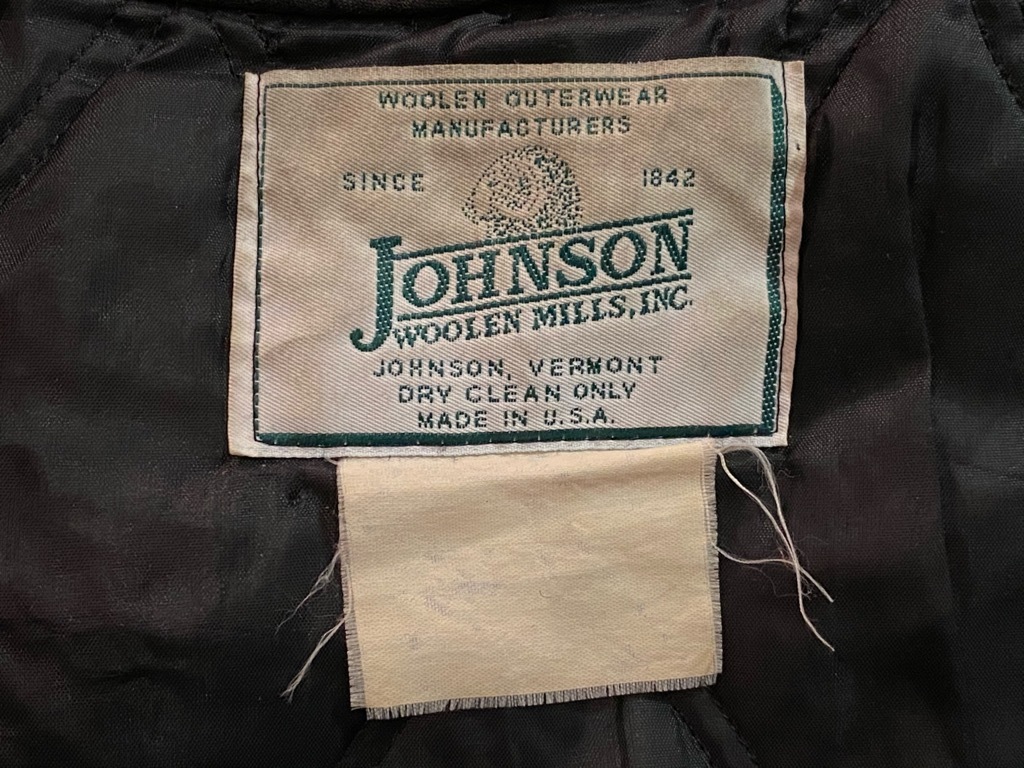 WOOLEN OUTERWEAR
MANUFACTURERS
SINCE 1842
JOHNSON
WOOLEN MILLS, INC.
JOHNSON, VERMONT
DRY CLEAN ONLY
MADE IN U.S.A.